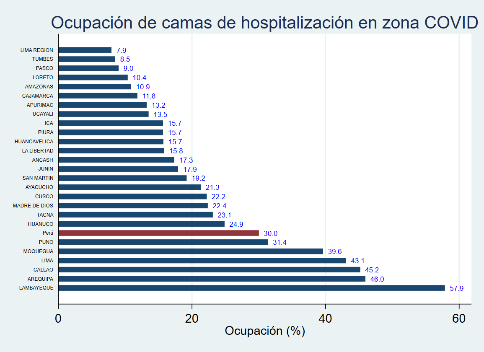 Ocupación de camas de hospitalización en zona COVID
LIMA REGION 7.9
TUMBES 8.5
PASCO 9.0
LORETO 10.4
AMAZONAS 10.9
CAJAMARCA 11.8
APURIMAC 13.2
UCAYALI 13.5
ICA 15.7
PIURA 15.7
HUANCAVELICA 15.7
LA LIBERTAD 15.8
ANCASH 17.3
JUNIN 17.9
SAN MARTIN 19.2
AYACUCHO 21.3
CUSCO 22.2
MADRE DE DIOS 22.4
TACNA 23.1
HUANUCO 24.9
Perú 30.0
PUNO 31.4
MOQUEGUA 39.6
LIMA 43.1
CALLAO 45.2
AREQUIPA 46.0
LAMBAYEQUE 57.9
0 20 40 60
Ocupación (%)